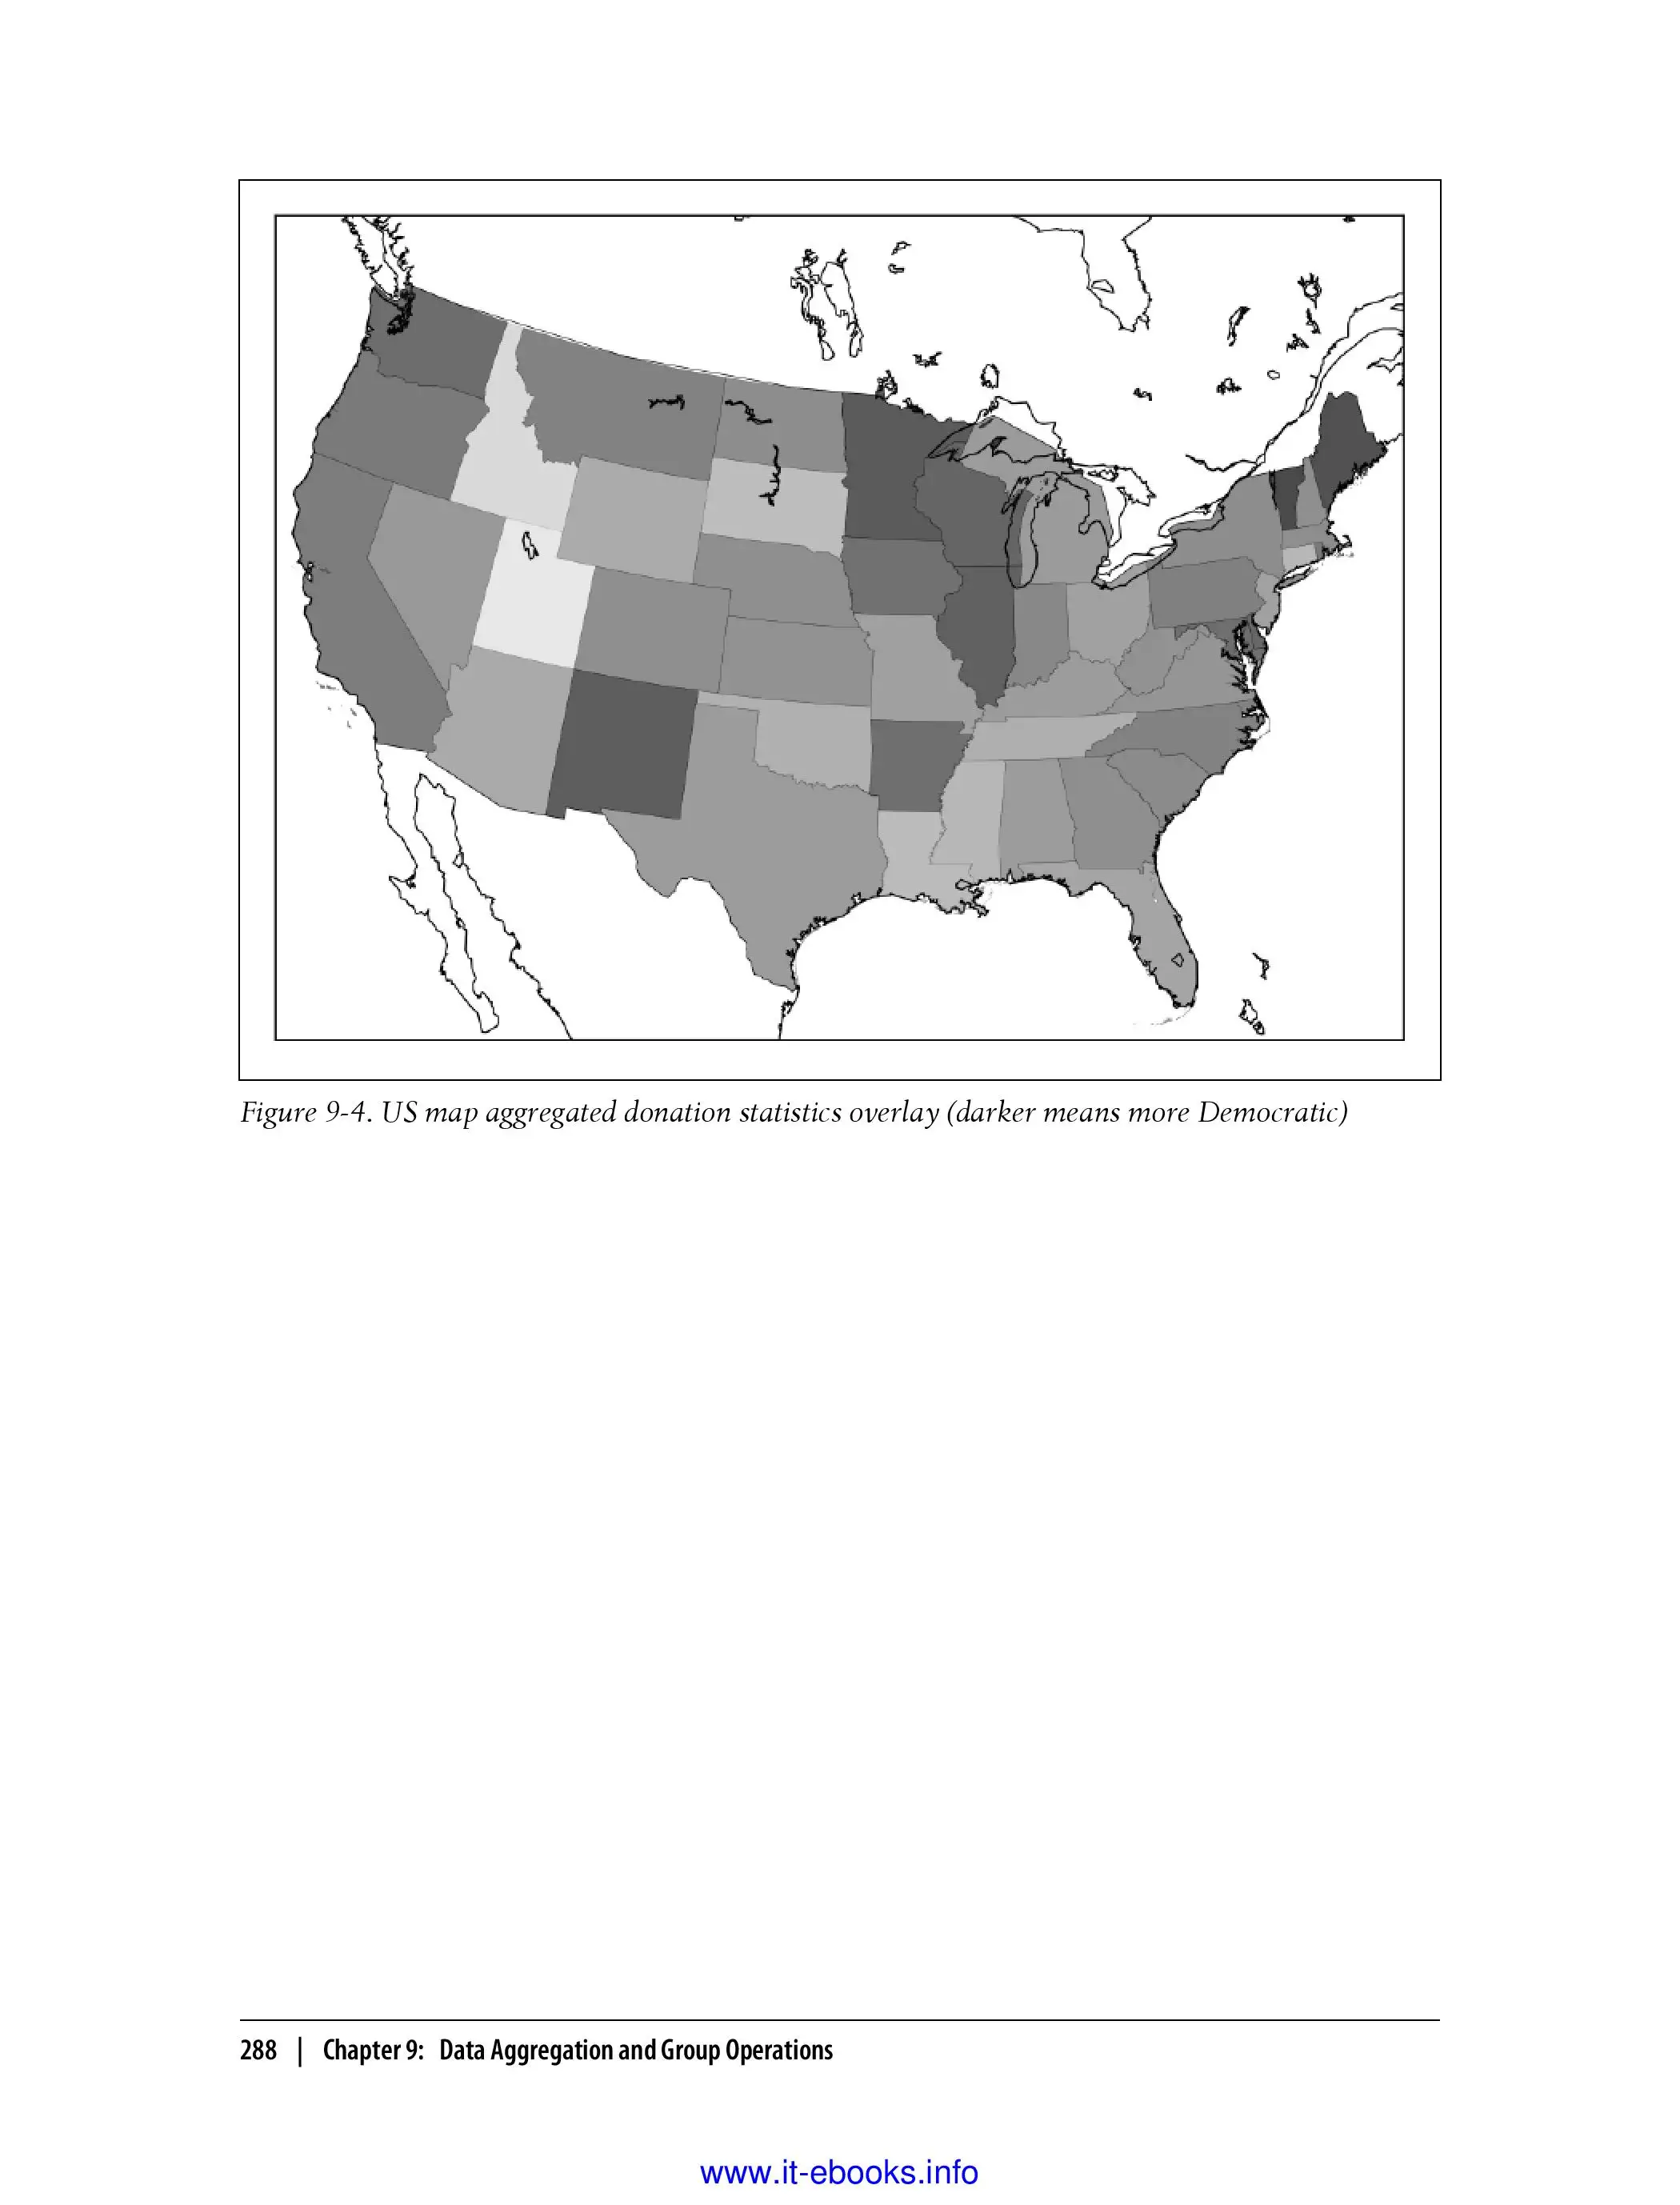 Figure 9-4. US map aggregated donation statistics overlay (darker means more Democratic)
288 | Chapter 9: Data Aggregation and Group Operations
www.it-ebooks.info